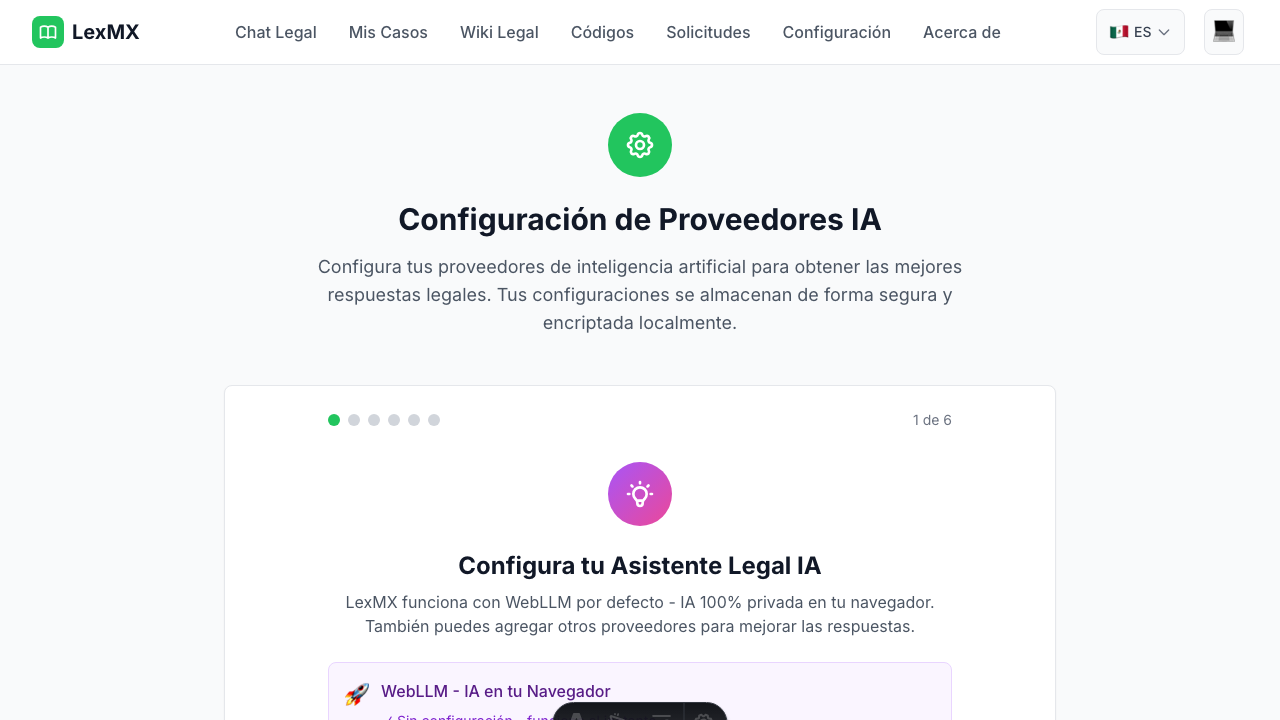 LexMX
Chat Legal
Mis Casos
Wiki Legal
Códigos
Solicitudes
Configuración
Acerca de
ES
Configuración de Proveedores IA
Configura tus proveedores de inteligencia artificial para obtener las mejores
respuestas legales. Tus configuraciones se almacenan de forma segura y
encriptada localmente.
1 de 6
Configura tu Asistente Legal IA
LexMX funciona con WebLLM por defecto - IA 100% privada en tu navegador.
También puedes agregar otros proveedores para mejorar las respuestas.
WebLLM - IA en tu Navegador
✓ Sin configuración